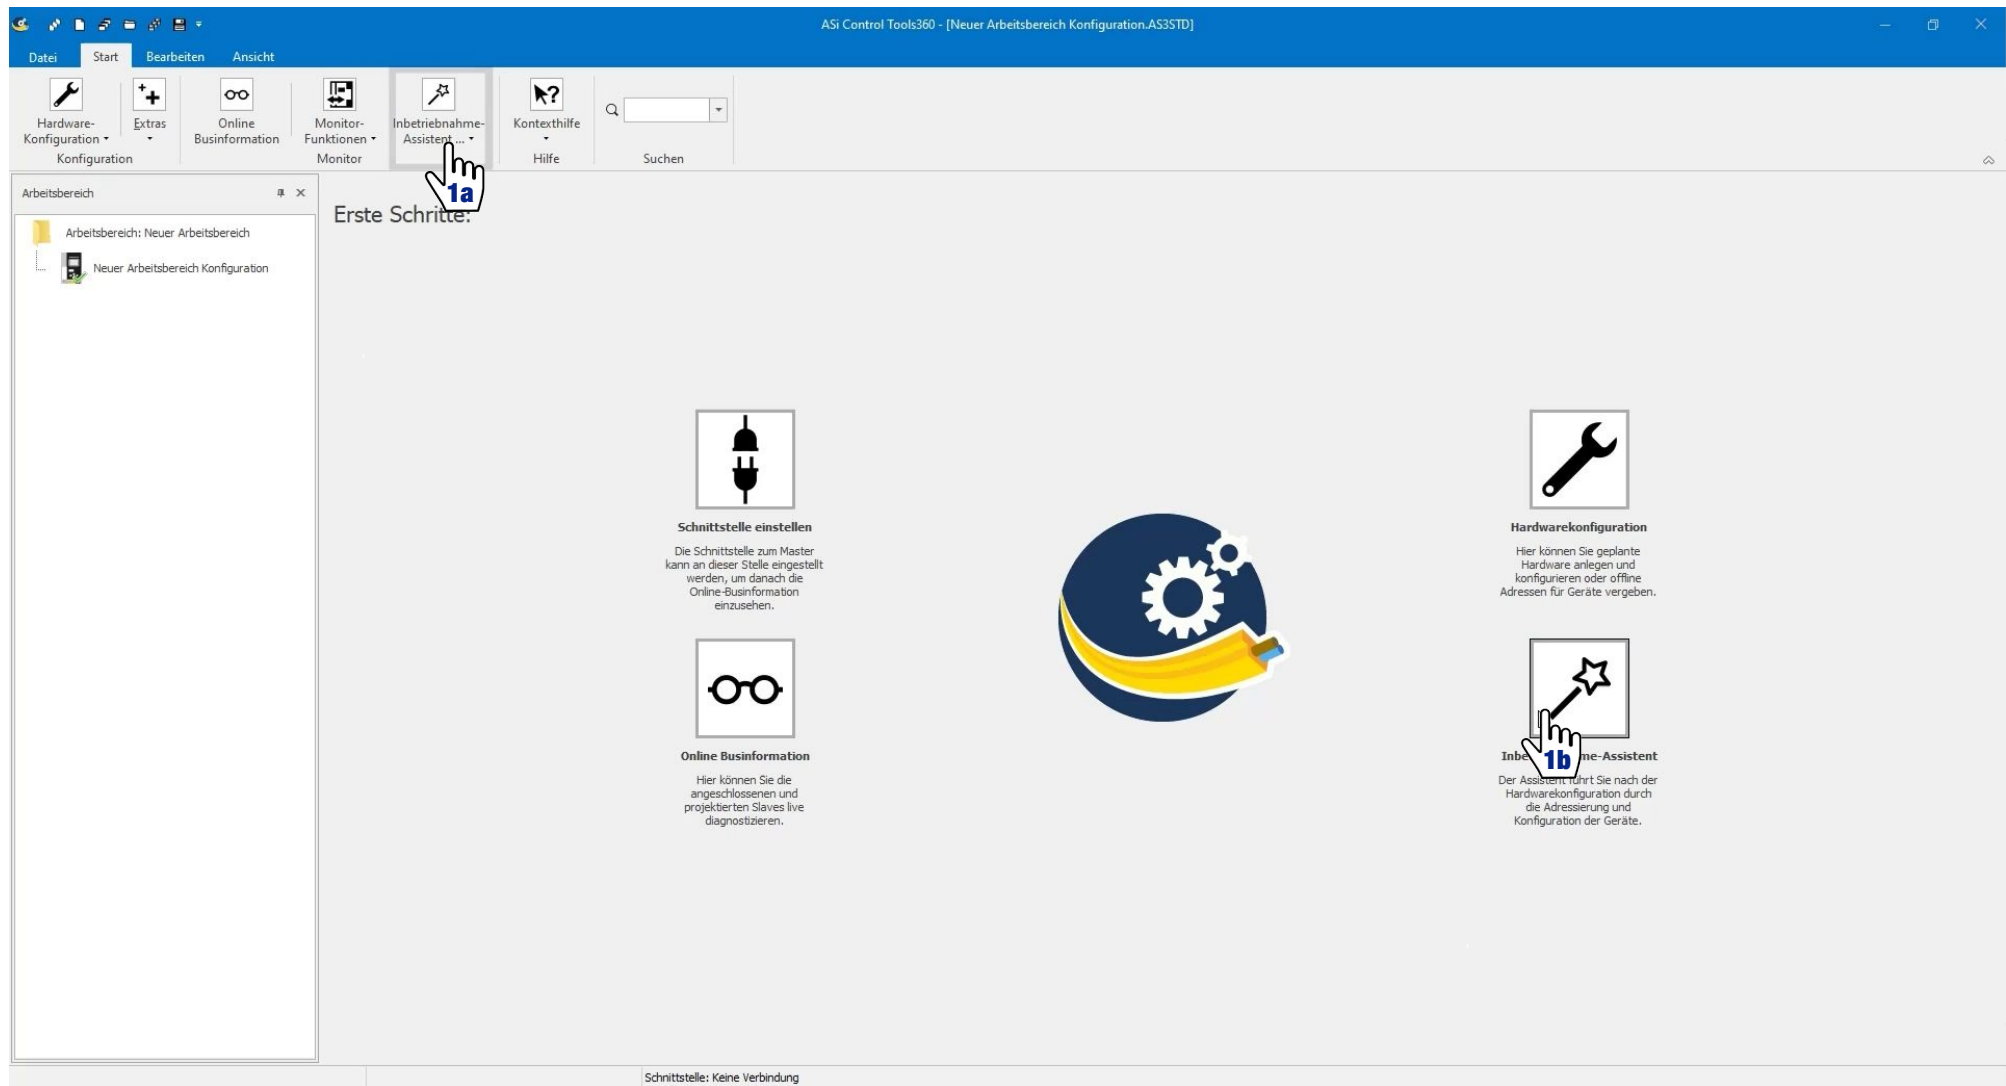 ASi Control Tools360 - [Neuer Arbeitsbereich Konfiguration.AS3STD]
Datei Start Bearbeiten Ansicht
Hardware-
Konfiguration
Extras
Online
Businformation
Monitor-
Funktionen
Inbetriebnahme-
Assistent ...
Kontexthilfe
Konfiguration
Monitor
Hilfe
Suchen
1a
Arbeitsbereich
Arbeitsbereich: Neuer Arbeitsbereich
Neuer Arbeitsbereich Konfiguration
Erste Schritte:
Schnittstelle einstellen
Die Schnittstelle zum Master
kann an dieser Stelle eingestellt
werden, um danach die
Online-Businformation
einzusehen.
Hardwarekonfiguration
Hier können Sie geplante
Hardware anlegen und
konfigurieren oder offline
Adressen für Geräte vergeben.
Online Businformation
Hier können Sie die
angeschlossenen und
projektierten Slaves live
diagnostizieren.
1b
Inbe me-Assistent
Der Assistent führt Sie nach der
Hardwarekonfiguration durch
die Adressierung und
Konfiguration der Geräte.
Schnittstelle: Keine Verbindung